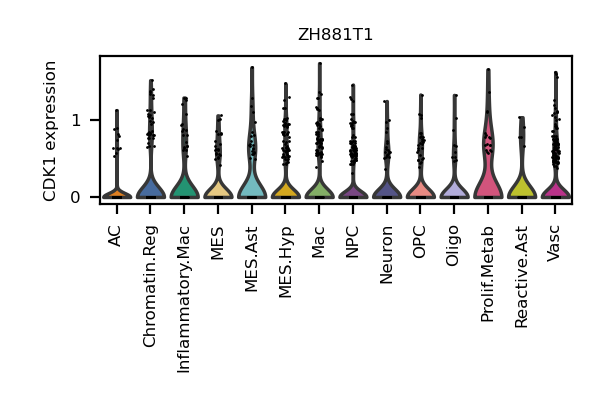 ZH881T1
CDK1 expression
1
0
AC
Chromatin.Reg
Inflammatory.Mac
MES
MES.Ast
MES.Hyp
Mac
NPC
Neuron
OPC
Oligo
Prolif.Metab
Reactive.Ast
Vasc